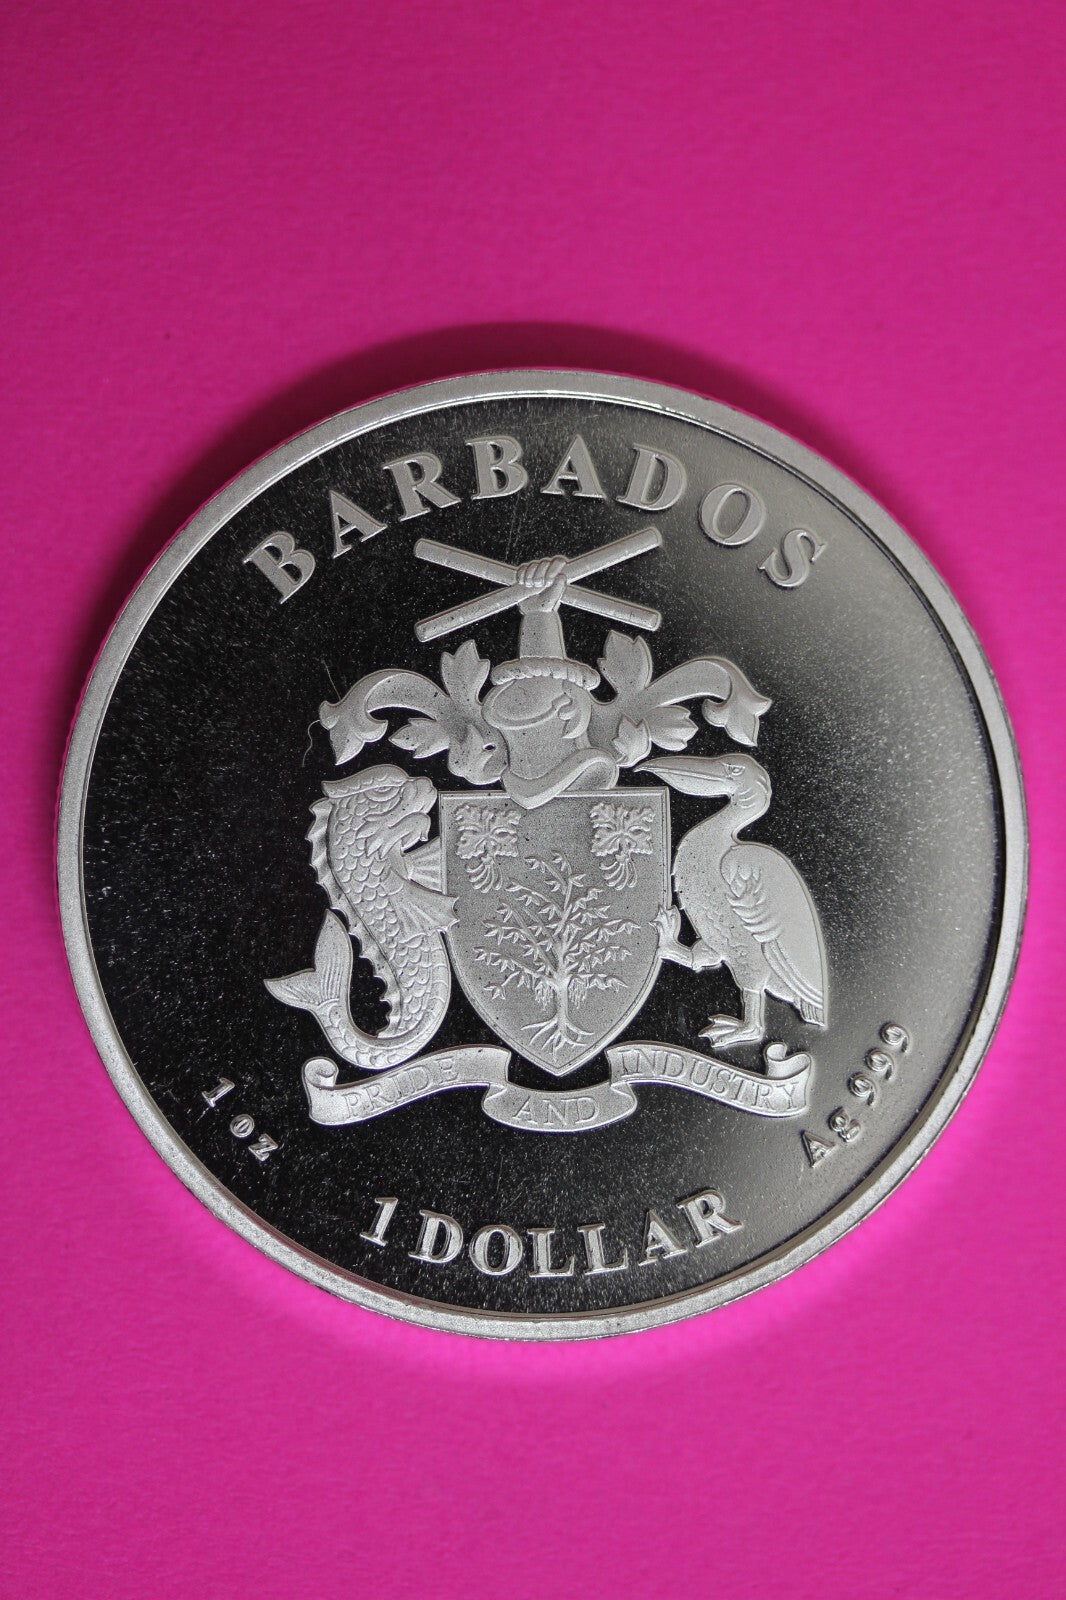 BARBADOS
PRIDE AND INDUSTRY
1 oz
Ag 999
1 DOLLAR